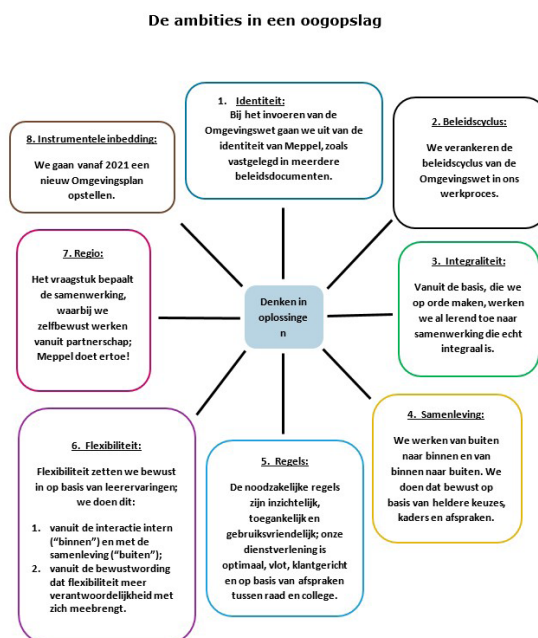 De ambities in een oogopslag
1. Identiteit:
Bij het invoeren van de
Omgevingswet gaan we uit van de
identiteit van Meppel, zoals
vastgelegd in meerdere
beleidsdocumenten.
2. Beleidscyclus:
We verankeren de
beleidscyclus van de
Omgevingswet in ons
werkproces.
3. Integraliteit:
Vanuit de basis, die we
op orde maken, werken
we al lerend toe naar
samenwerking die echt
integraal is.
4. Samenleving:
We werken van buiten
naar binnen en van
binnen naar buiten. We
doen dat bewust op
basis van heldere keuzes,
kaders en afspraken.
5. Regels:
De noodzakelijke regels
zijn inzichtelijk,
toegankelijk en
gebruiksvriendelijk; onze
dienstverlening is
optimaal, vlot, klantgericht
en op basis van afspraken
tussen raad en college.
6. Flexibiliteit:
Flexibiliteit zetten we bewust
in op basis van leerervaringen;
we doen dit:
1. vanuit de interactie intern
("binnen") en met de
samenleving ("buiten");
2. vanuit de bewustwording
dat flexibiliteit meer
verantwoordelijkheid met
zich meebrengt.
7. Regio:
Het vraagstuk bepaalt
de samenwerking,
waarbij we
zelfbewust werken
vanuit partnerschap;
Meppel doet ertoe!
8. Instrumentele inbedding:
We gaan vanaf 2021 een
nieuw Omgevingsplan
opstellen.
Denken in
oplossinge
n